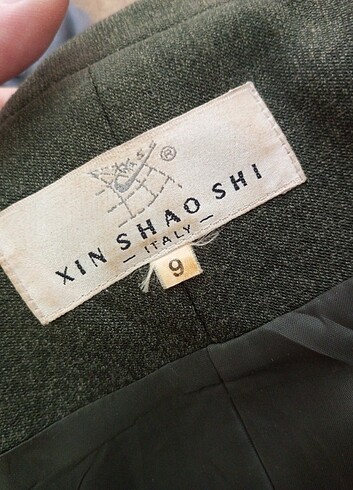 ®
XIN SHAO SHI
— ITALY —
9